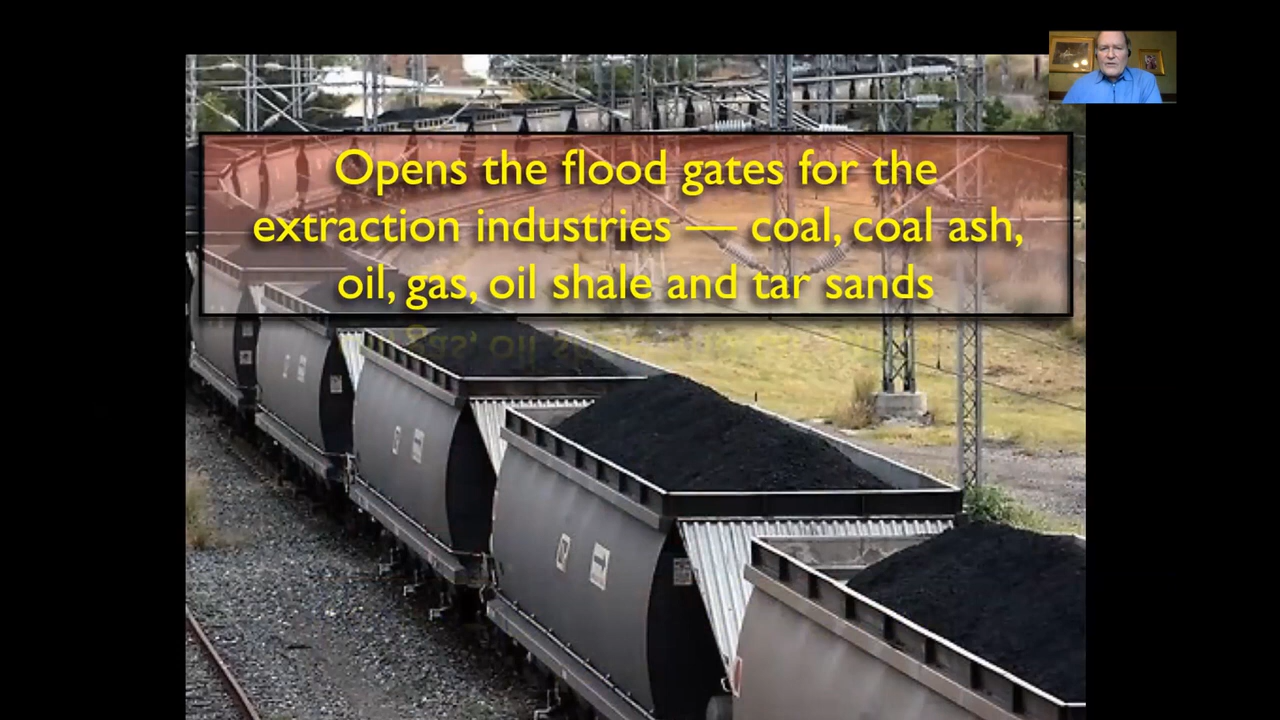 Opens the flood gates for the
extraction industries — coal, coal ash,
oil, gas, oil shale and tar sands